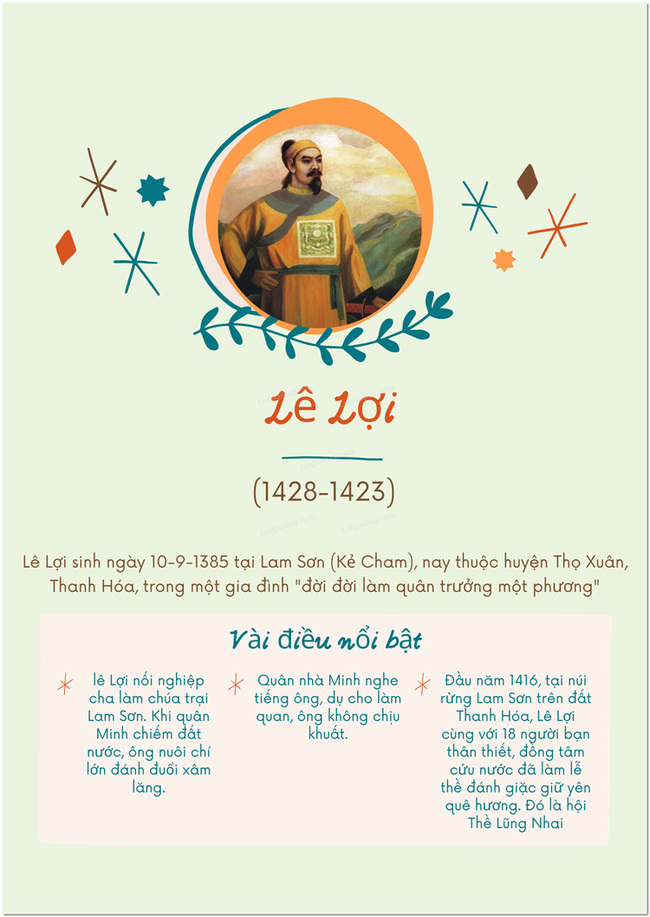 Lê Lợi
(1428-1423)
Lê Lợi sinh ngày 10-9-1385 tại Lam Sơn (Kẻ Cham), nay thuộc huyện Thọ Xuân,
Thanh Hóa, trong một gia đình "đời đời làm quân trưởng một phương"
Vài điều nổi bật
lê Lợi nối nghiệp
cha làm chúa trại
Lam Sơn. Khi quân
Minh chiếm đất
nước, ông nuôi chí
lớn đánh đuổi xâm
lăng.
Quân nhà Minh nghe
tiếng ông, dụ cho làm
quan, ông không chịu
khuất.
Đầu năm 1416, tại núi
rừng Lam Sơn trên đất
Thanh Hóa, Lê Lợi
cùng với 18 người bạn
thân thiết, đồng tâm
cứu nước đã làm lễ
thề đánh giặc giữ yên
quê hương. Đó là hội
Thề Lũng Nhai